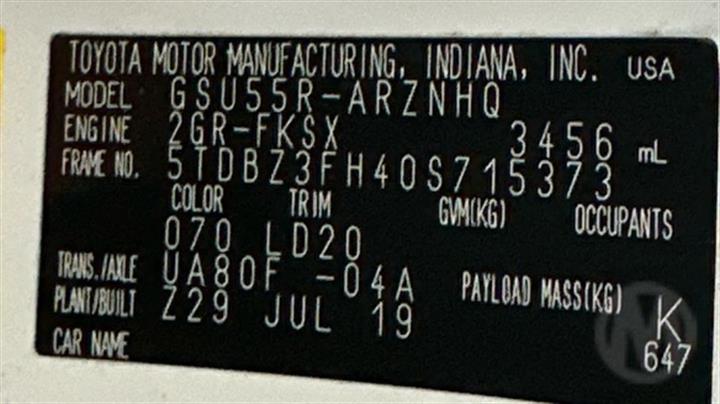 TOYOTA MOTOR MANUFACTURING, INDIANA, INC. USA
MODEL GSU55R-ARZNHQ
ENGINE 2GR-FKSX 3456 mL
FRAME NO. 5TDBZ3FH40S715373
COLOR TRIM GVM(KG) OCCUPANTS
070 LD20
TRANS./AXLE UA80F -04A PAYLOAD MASS(KG)
PLANT/BUILT Z29 JUL 19 K
CAR NAME 647